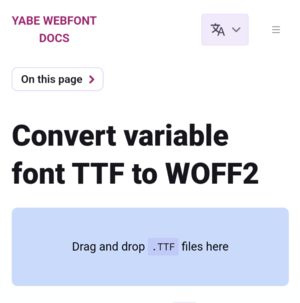 YABE WEBFONT
DOCS
On this page
Convert variable
font TTF to WOFF2
Drag and drop .TTF files here